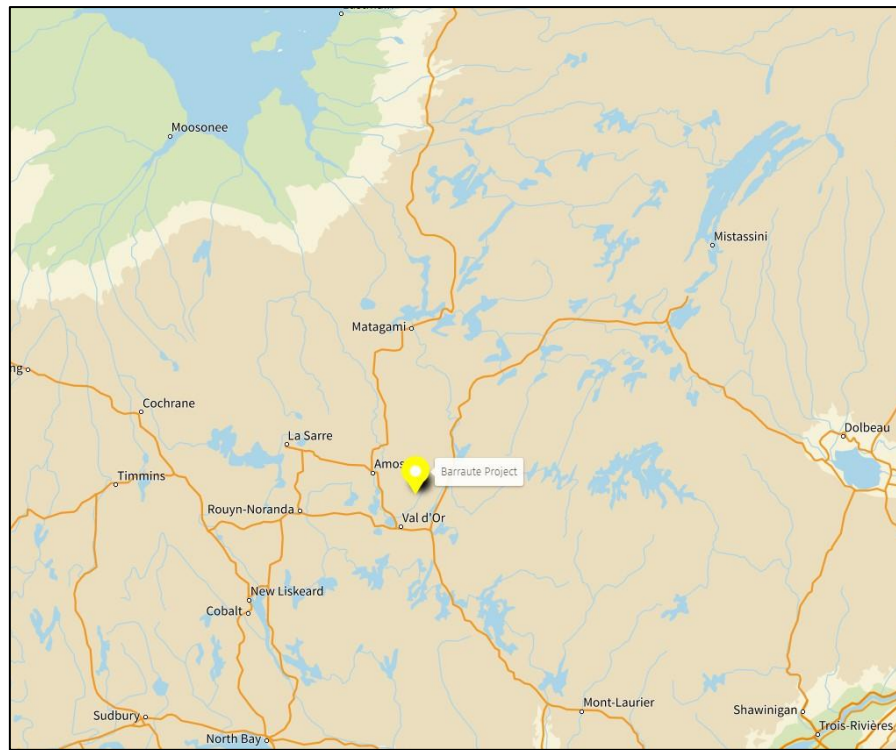 Moosonee
Mistassini
Matagami
ng
Cochrane
La Sarre
Dolbeau
Amos
Barraute Project
Timmins
Rouyn-Noranda
Val d'Or
New Liskeard
Cobalt
Mont-Laurier
Shawinigan
Sudbury
Trois-Rivières
North Bay